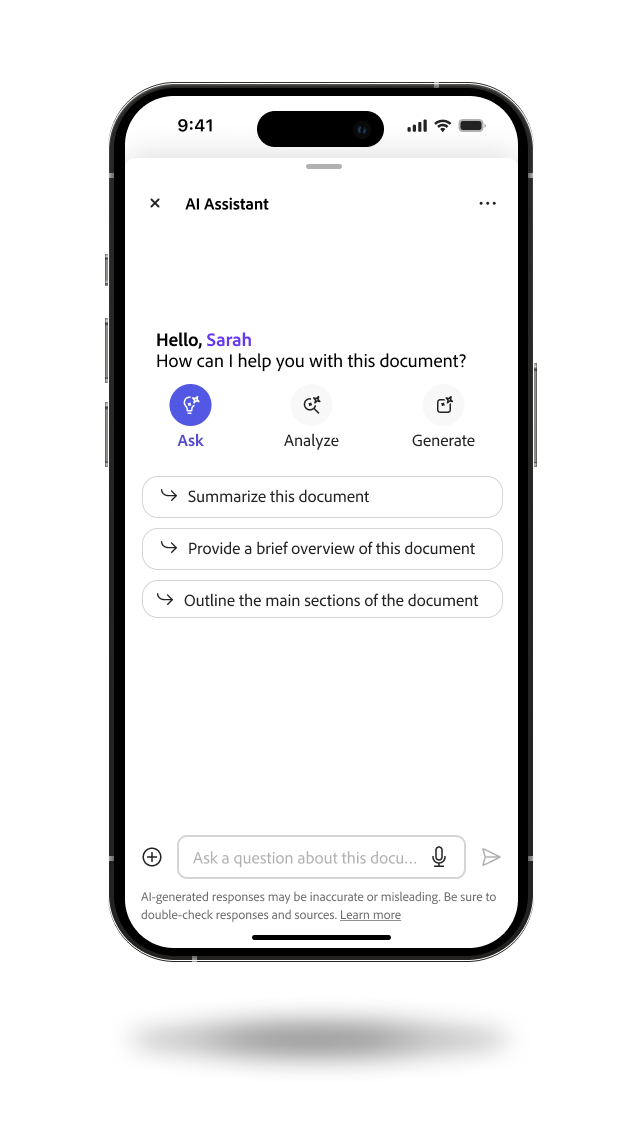 9:41
AI Assistant
Hello, Sarah
How can I help you with this document?
Ask
Analyze
Generate
Summarize this document
Provide a brief overview of this document
Outline the main sections of the document
Ask a question about this docu...
AI-generated responses may be inaccurate or misleading. Be sure to
double-check responses and sources. Learn more